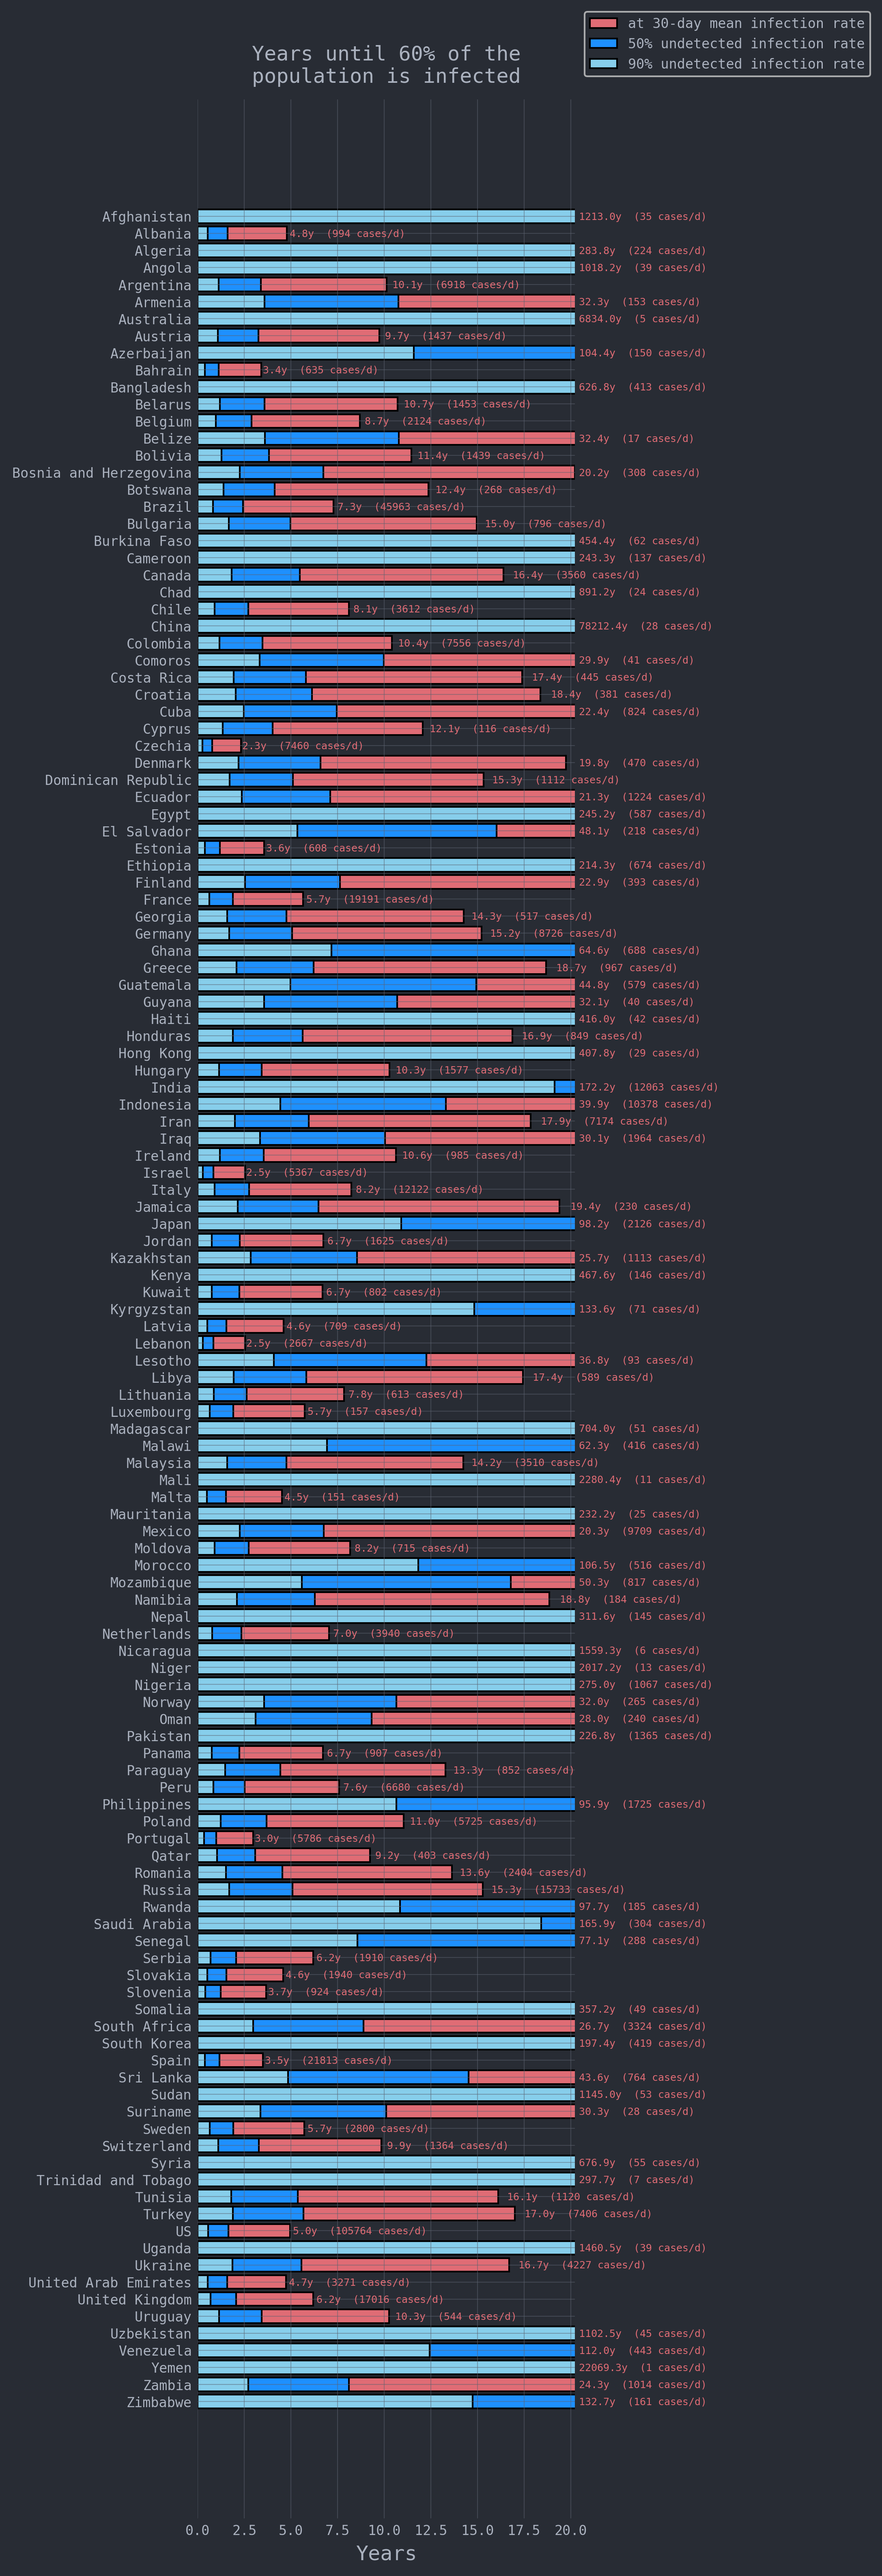 at 30-day mean infection rate
50% undetected infection rate
90% undetected infection rate
Years until 60% of the
population is infected
Afghanistan 1213.0y (35 cases/d)
Albania 4.8y (994 cases/d)
Algeria 283.8y (224 cases/d)
Angola 1018.2y (39 cases/d)
Argentina 10.1y (6918 cases/d)
Armenia 32.3y (153 cases/d)
Australia 6834.0y (5 cases/d)
Austria 9.7y (1437 cases/d)
Azerbaijan 104.4y (150 cases/d)
Bahrain 3.4y (635 cases/d)
Bangladesh 626.8y (413 cases/d)
Belarus 10.7y (1453 cases/d)
Belgium 8.7y (2124 cases/d)
Belize 32.4y (17 cases/d)
Bolivia 11.4y (1439 cases/d)
Bosnia and Herzegovina 20.2y (308 cases/d)
Botswana 12.4y (268 cases/d)
Brazil 7.3y (45963 cases/d)
Bulgaria 15.0y (796 cases/d)
Burkina Faso 454.4y (62 cases/d)
Cameroon 243.3y (137 cases/d)
Canada 16.4y (3560 cases/d)
Chad 891.2y (24 cases/d)
Chile 8.1y (3612 cases/d)
China 78212.4y (28 cases/d)
Colombia 10.4y (7556 cases/d)
Comoros 29.9y (41 cases/d)
Costa Rica 17.4y (445 cases/d)
Croatia 18.4y (381 cases/d)
Cuba 22.4y (824 cases/d)
Cyprus 12.1y (116 cases/d)
Czechia 2.3y (7460 cases/d)
Denmark 19.8y (470 cases/d)
Dominican Republic 15.3y (1112 cases/d)
Ecuador 21.3y (1224 cases/d)
Egypt 245.2y (587 cases/d)
El Salvador 48.1y (218 cases/d)
Estonia 3.6y (608 cases/d)
Ethiopia 214.3y (674 cases/d)
Finland 22.9y (393 cases/d)
France 5.7y (19191 cases/d)
Georgia 14.3y (517 cases/d)
Germany 15.2y (8726 cases/d)
Ghana 64.6y (688 cases/d)
Greece 18.7y (967 cases/d)
Guatemala 44.8y (579 cases/d)
Guyana 32.1y (40 cases/d)
Haiti 416.0y (42 cases/d)
Honduras 16.9y (849 cases/d)
Hong Kong 407.8y (29 cases/d)
Hungary 10.3y (1577 cases/d)
India 172.2y (12063 cases/d)
Indonesia 39.9y (10378 cases/d)
Iran 17.9y (7174 cases/d)
Iraq 30.1y (1964 cases/d)
Ireland 10.6y (985 cases/d)
Israel 2.5y (5367 cases/d)
Italy 8.2y (12122 cases/d)
Jamaica 19.4y (230 cases/d)
Japan 98.2y (2126 cases/d)
Jordan 6.7y (1625 cases/d)
Kazakhstan 25.7y (1113 cases/d)
Kenya 467.6y (146 cases/d)
Kuwait 6.7y (802 cases/d)
Kyrgyzstan 133.6y (71 cases/d)
Latvia 4.6y (709 cases/d)
Lebanon 2.5y (2667 cases/d)
Lesotho 36.8y (93 cases/d)
Libya 17.4y (589 cases/d)
Lithuania 7.8y (613 cases/d)
Luxembourg 5.7y (157 cases/d)
Madagascar 704.0y (51 cases/d)
Malawi 62.3y (416 cases/d)
Malaysia 14.2y (3510 cases/d)
Mali 2280.4y (11 cases/d)
Malta 4.5y (151 cases/d)
Mauritania 232.2y (25 cases/d)
Mexico 20.3y (9709 cases/d)
Moldova 8.2y (715 cases/d)
Morocco 106.5y (516 cases/d)
Mozambique 50.3y (817 cases/d)
Namibia 18.8y (184 cases/d)
Nepal 311.6y (145 cases/d)
Netherlands 7.0y (3940 cases/d)
Nicaragua 1559.3y (6 cases/d)
Niger 2017.2y (13 cases/d)
Nigeria 275.0y (1067 cases/d)
Norway 32.0y (265 cases/d)
Oman 28.0y (240 cases/d)
Pakistan 226.8y (1365 cases/d)
Panama 6.7y (907 cases/d)
Paraguay 13.3y (852 cases/d)
Peru 7.6y (6680 cases/d)
Philippines 95.9y (1725 cases/d)
Poland 11.0y (5725 cases/d)
Portugal 3.0y (5786 cases/d)
Qatar 9.2y (403 cases/d)
Romania 13.6y (2404 cases/d)
Russia 15.3y (15733 cases/d)
Rwanda 97.7y (185 cases/d)
Saudi Arabia 165.9y (304 cases/d)
Senegal 77.1y (288 cases/d)
Serbia 6.2y (1910 cases/d)
Slovakia 4.6y (1940 cases/d)
Slovenia 3.7y (924 cases/d)
Somalia 357.2y (49 cases/d)
South Africa 26.7y (3324 cases/d)
South Korea 197.4y (419 cases/d)
Spain 3.5y (21813 cases/d)
Sri Lanka 43.6y (764 cases/d)
Sudan 1145.0y (53 cases/d)
Suriname 30.3y (28 cases/d)
Sweden 5.7y (2800 cases/d)
Switzerland 9.9y (1364 cases/d)
Syria 676.9y (55 cases/d)
Trinidad and Tobago 297.7y (7 cases/d)
Tunisia 16.1y (1120 cases/d)
Turkey 17.0y (7406 cases/d)
US 5.0y (105764 cases/d)
Uganda 1460.5y (39 cases/d)
Ukraine 16.7y (4227 cases/d)
United Arab Emirates 4.7y (3271 cases/d)
United Kingdom 6.2y (17016 cases/d)
Uruguay 10.3y (544 cases/d)
Uzbekistan 1102.5y (45 cases/d)
Venezuela 112.0y (443 cases/d)
Yemen 22069.3y (1 cases/d)
Zambia 24.3y (1014 cases/d)
Zimbabwe 132.7y (161 cases/d)
0.0 2.5 5.0 7.5 10.0 12.5 15.0 17.5 20.0
Years